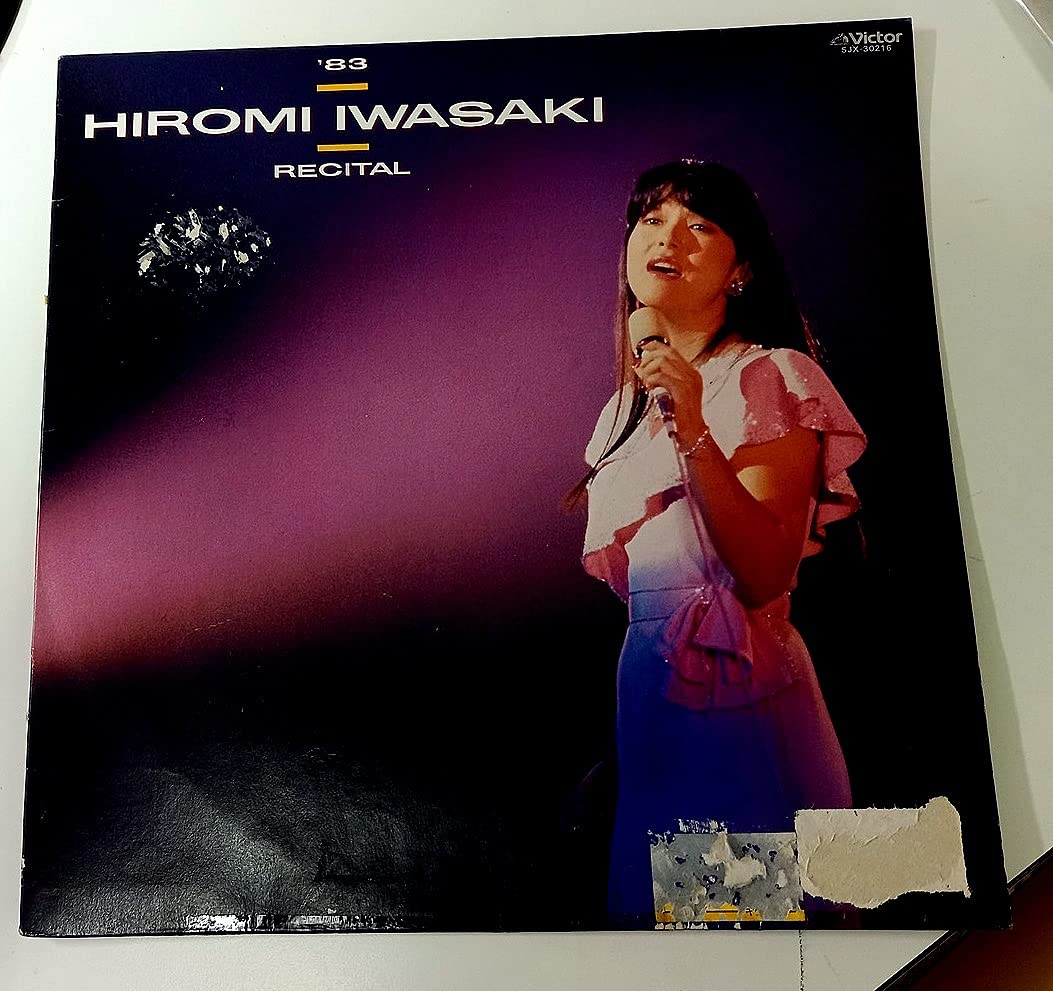 '83
HIROMI IWASAKI
RECITAL
Victor
SJX-30216